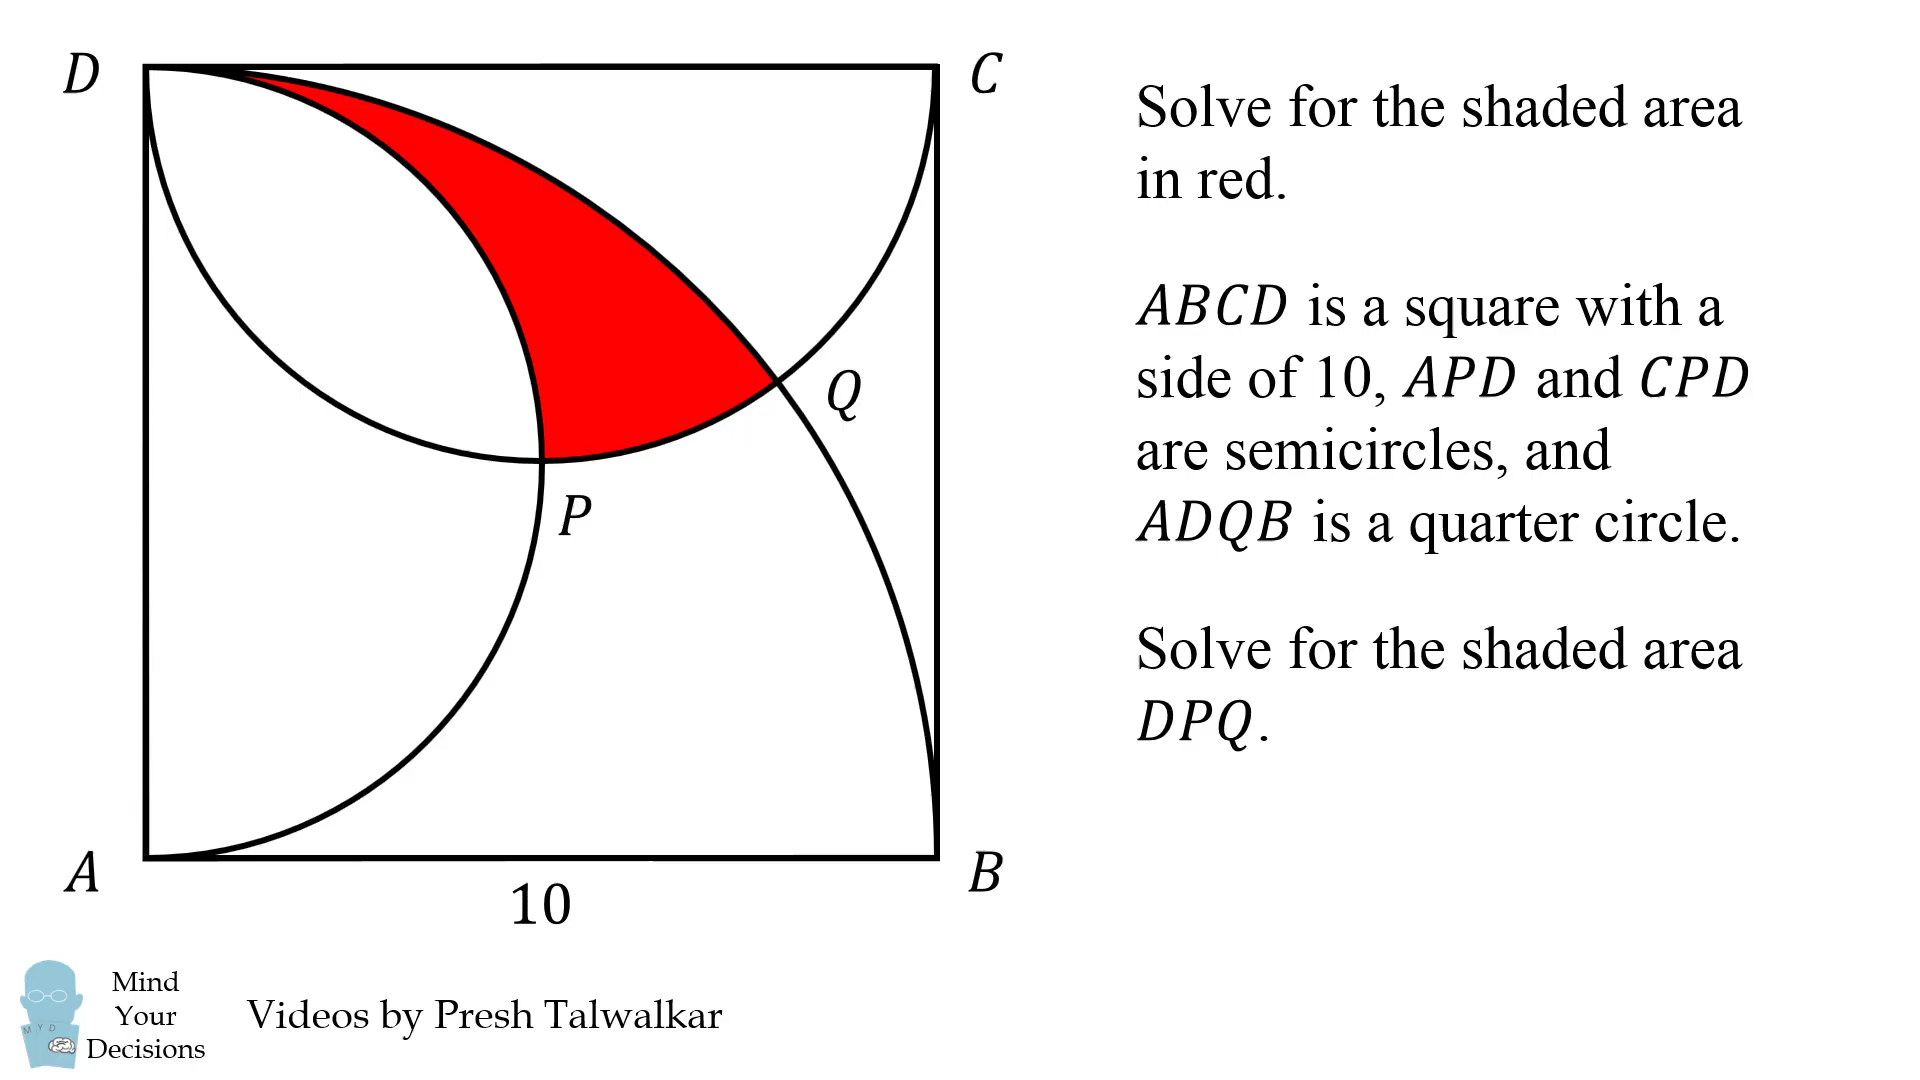 D
C
Q
P
A
B
10
Solve for the shaded area
in red.
ABCD is a square with a
side of 10, APD and CPD
are semicircles, and
ADQB is a quarter circle.
Solve for the shaded area
DPQ.
M Y D
Mind
Your
Decisions
Videos by Presh Talwalkar